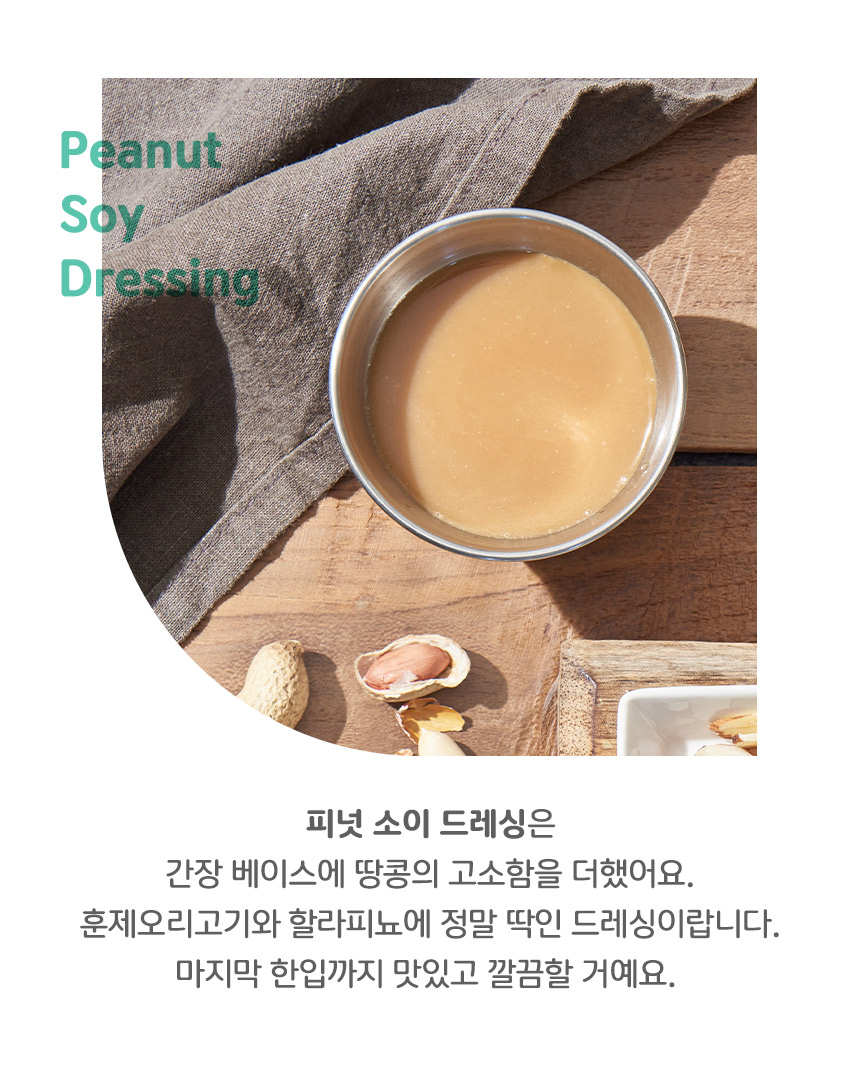 Peanut
Soy
Dressing
피넛 소이 드레싱은
간장 베이스에 땅콩의 고소함을 더했어요.
훈제오리고기와 할라피뇨에 정말 딱인 드레싱이랍니다.
마지막 한입까지 맛있고 깔끔할 거예요.